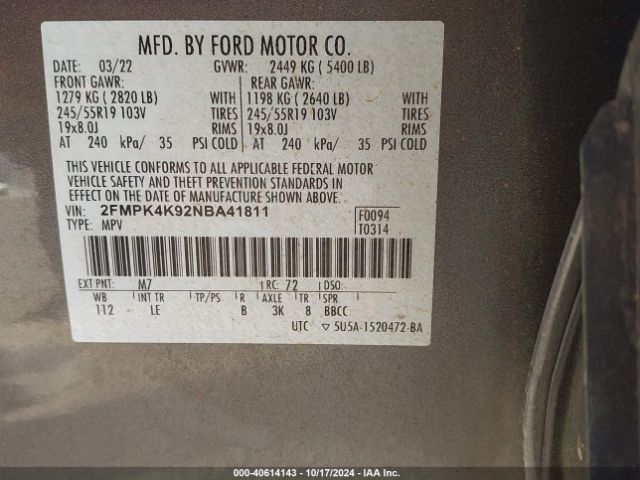 MFD. BY FORD MOTOR CO.
DATE: 03/22 GVWR: 2449 KG ( 5400 LB)
FRONT GAWR: REAR GAWR:
1279 KG ( 2820 LB) WITH 1198 KG ( 2640 LB) WITH
245/55R19 103V TIRES 245/55R19 103V TIRES
19x8.0J RIMS 19x8.0J RIMS
AT 240 kPa/ 35 PSI COLD AT 240 kPa/ 35 PSI COLD
THIS VEHICLE CONFORMS TO ALL APPLICABLE FEDERAL MOTOR
VEHICLE SAFETY AND THEFT PREVENTION STANDARDS IN
EFFECT ON THE DATE OF MANUFACTURE SHOWN ABOVE.
VIN: 2FMPK4K92NBA41811 F0094
TYPE: MPV T0314
EXT PNT: M7 RC: 72 DSO:
WB INT TR TP/PS R AXLE TR SPR
112 LE B 3K 8 BBCC
UTC ▽ 5U5A-1520472-BA
000-40614143 - 10/17/2024 - IAA Inc.